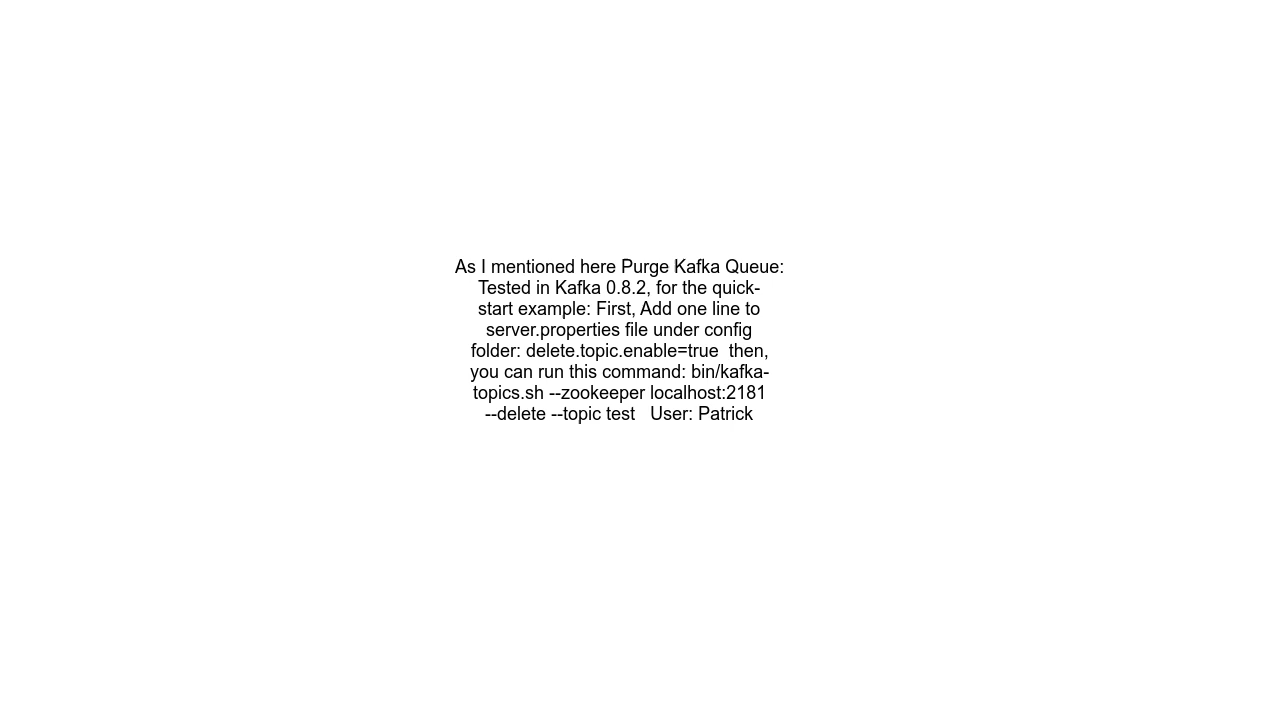 As I mentioned here Purge Kafka Queue:
Tested in Kafka 0.8.2, for the quick-
start example: First, Add one line to
server.properties file under config
folder: delete.topic.enable=true  then,
you can run this command: bin/kafka-
topics.sh --zookeeper localhost:2181
--delete --topic test   User: Patrick